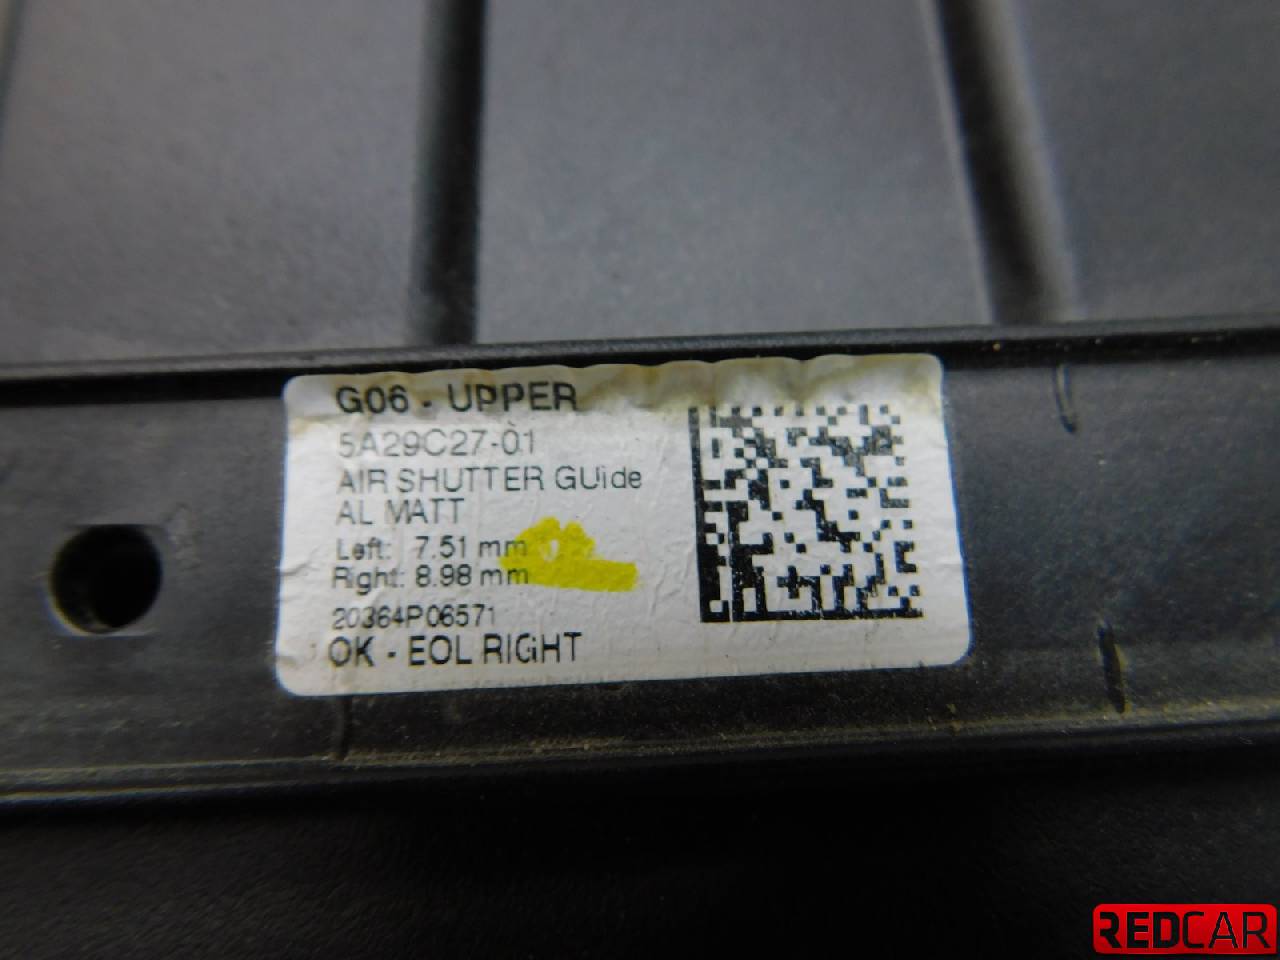 G06 - UPPER
5A29C27-01
AIR SHUTTER GUide
AL MATT
Left: 7.51 mm
Right: 8.98 mm
20364P06571
OK - EOL RIGHT
REDCAR